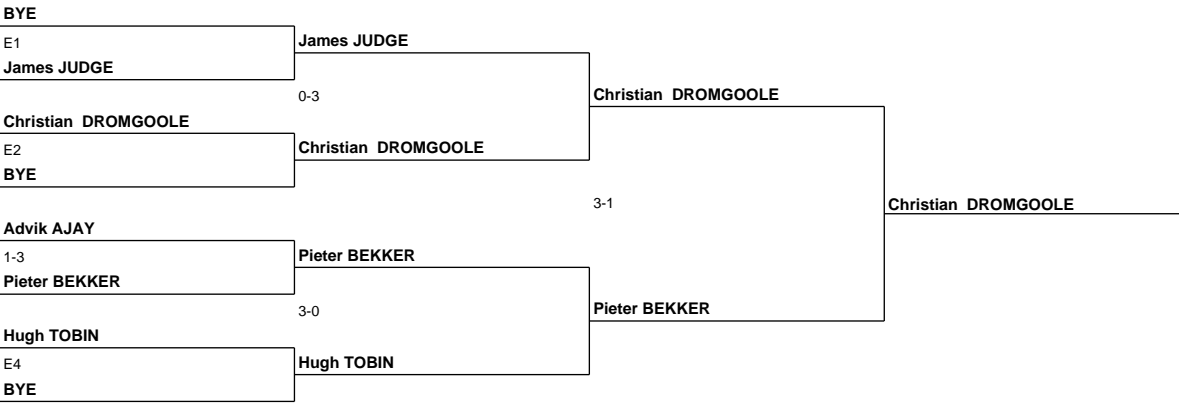 BYE
E1
James JUDGE
James JUDGE
0-3
Christian DROMGOOLE
Christian DROMGOOLE
E2
Christian DROMGOOLE
BYE
3-1
Christian DROMGOOLE
Advik AJAY
1-3
Pieter BEKKER
Pieter BEKKER
3-0
Pieter BEKKER
Hugh TOBIN
E4
Hugh TOBIN
BYE